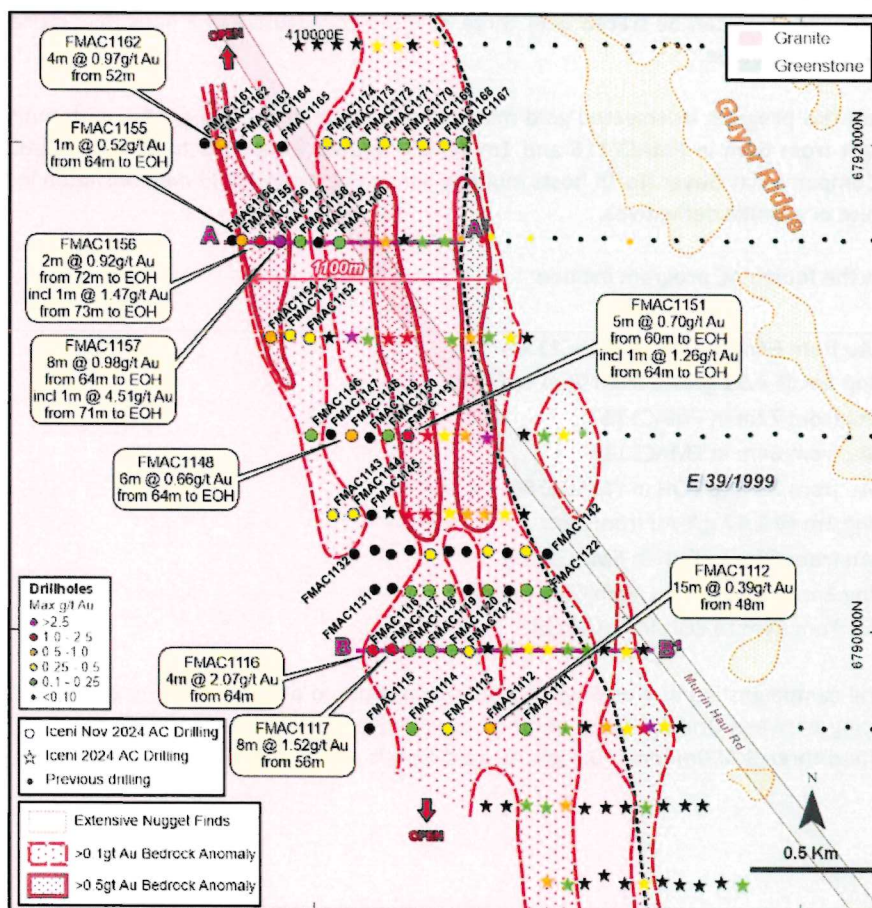 OPEN
410000E
Granite
Greenstone
Guyor Ridge
6792000N
FMAC1162
4m @ 0.97g/t Au
from 52m
FMAC1155
1m @ 0.52g/t Au
from 64m to EOH
FMAC1156
2m @ 0.92g/t Au
from 72m to EOH
incl 1m @ 1.47g/t Au
from 73m to EOH
FMAC1157
8m @ 0.98g/t Au
from 64m to EOH
incl 1m @ 4.51g/t Au
from 71m to EOH
FMAC1148
6m @ 0.66g/t Au
from 64m to EOH
FMAC1151
5m @ 0.70g/t Au
from 60m to EOH
incl 1m @ 1.26g/t Au
from 64m to EOH
FMAC1161
FMAC1162
FMAC1163
FMAC1164
FMAC1165
FMAC1174
FMAC1173
FMAC1172
FMAC1171
FMAC1170
FMAC1169
FMAC1168
FMAC1167
A
FMAC1166
FMAC1155
FMAC1156
FMAC1158
FMAC1159
FMAC1160
A'
1100m
FMAC1154
FMAC1153
FMAC1152
FMAC1146
FMAC1147
FMAC1148
FMAC1149
FMAC1150
FMAC1151
E 39/1999
FMAC1143
FMAC1144
FMAC1145
FMAC1132
FMAC1142
FMAC1131
FMAC1122
FMAC1116
FMAC1117
FMAC1118
FMAC1119
FMAC1120
FMAC1121
B
B'
FMAC1112
15m @ 0.39g/t Au
from 48m
6790000N
FMAC1116
4m @ 2.07g/t Au
from 64m
FMAC1117
8m @ 1.52g/t Au
from 56m
FMAC1115
FMAC1114
FMAC1113
FMAC1112
FMAC1111
Murrin Haul Rd
OPEN
N
0.5 Km
Drillholes
Max g/t Au
>2.5
1.0 - 2.5
0.5 - 1.0
0.25 - 0.5
0.1 - 0.25
<0.10
Iceni Nov 2024 AC Drilling
Iceni 2024 AC Drilling
Previous drilling
Extensive Nugget Finds
>0.1gt Au Bedrock Anomaly
>0.5gt Au Bedrock Anomaly